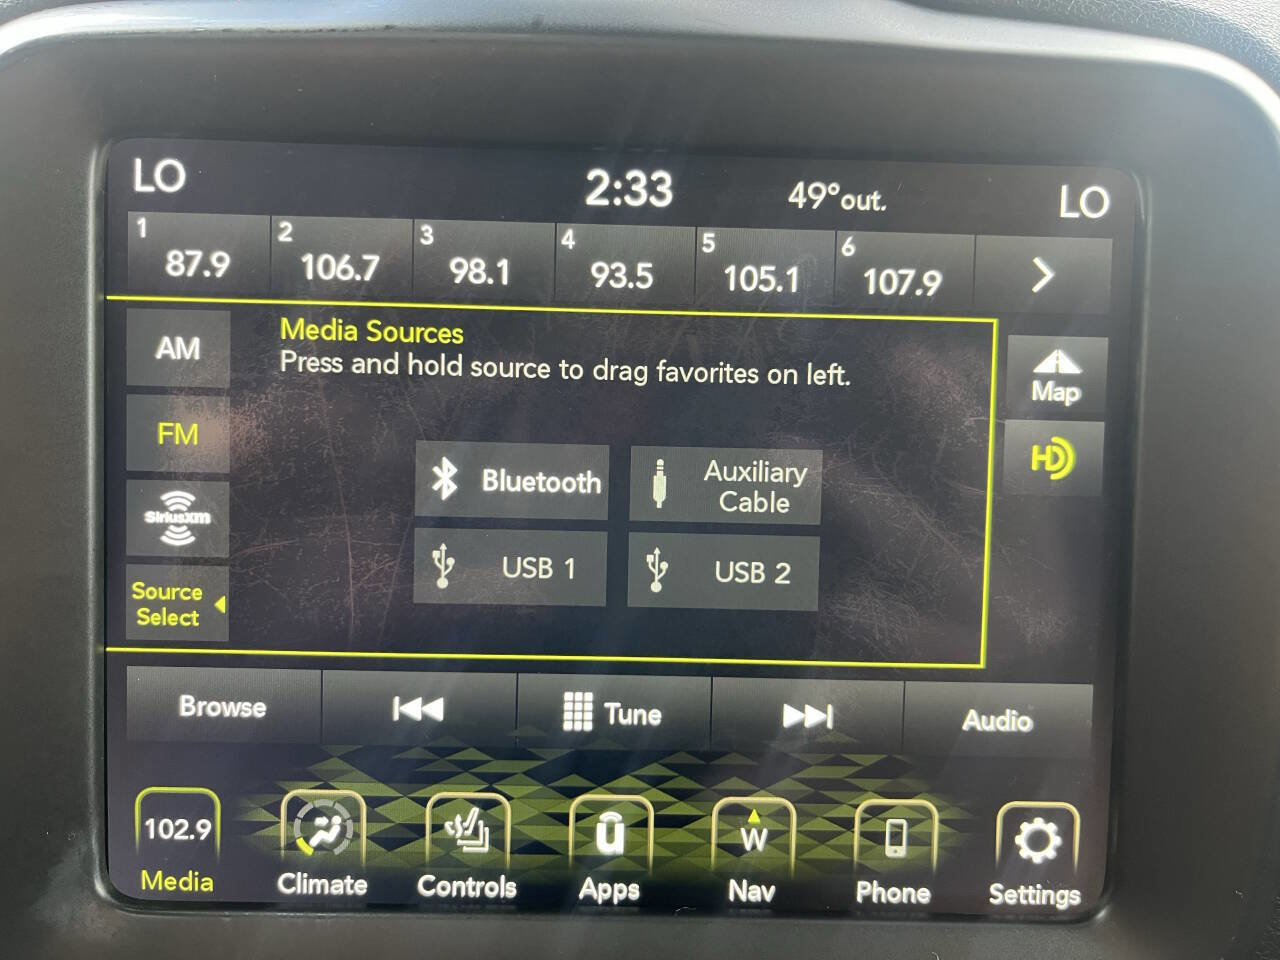 LO 2:33 49°out. LO
1 87.9 2 106.7 3 98.1 4 93.5 5 105.1 6 107.9
Media Sources
Press and hold source to drag favorites on left.
AM
FM
SiriusXM
Source
Select
Bluetooth
Auxiliary
Cable
USB 1
USB 2
Map
HD
Browse Tune Audio
102.9 u W
Media Climate Controls Apps Nav Phone Settings